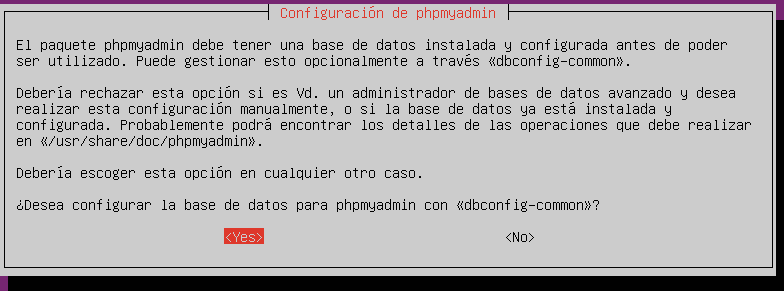 Configuración de phpmyadmin
El paquete phpmyadmin debe tener una base de datos instalada y configurada antes de poder
ser utilizado. Puede gestionar esto opcionalmente a través «dbconfig-common».
Debería rechazar esta opción si es Vd. un administrador de bases de datos avanzado y desea
realizar esta configuración manualmente, o si la base de datos ya está instalada y
configurada. Probablemente podrá encontrar los detalles de las operaciones que debe realizar
en «/usr/share/doc/phpmyadmin».
Debería escoger esta opción en cualquier otro caso.
¿Desea configurar la base de datos para phpmyadmin con «dbconfig-common»?
<Yes> <No>